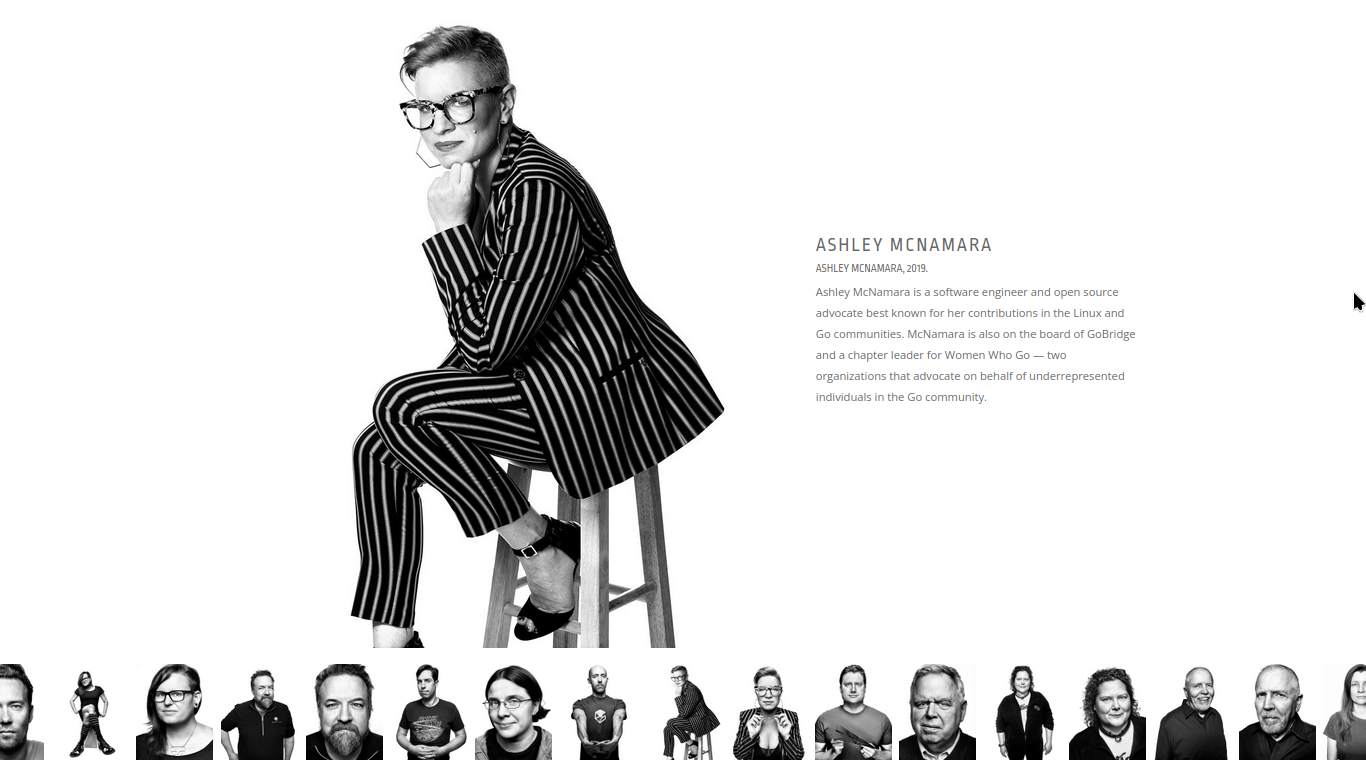 ASHLEY MCNAMARA
ASHLEY MCNAMARA, 2019.
Ashley McNamara is a software engineer and open source
advocate best known for her contributions in the Linux and
Go communities. McNamara is also on the board of GoBridge
and a chapter leader for Women Who Go — two
organizations that advocate on behalf of underrepresented
individuals in the Go community.